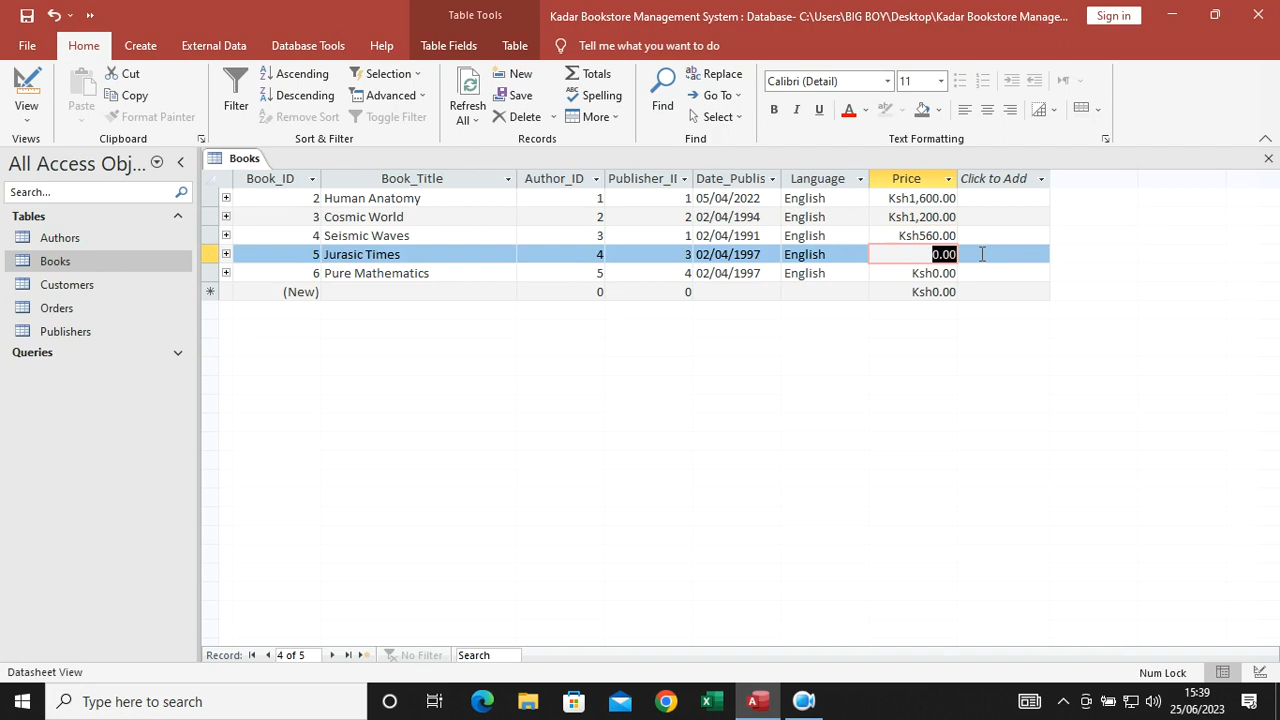 Table Tools
Kadar Bookstore Management System : Database- C:\Users\BIG BOY\Desktop\Kadar Bookstore Manage...
Sign in
File Home Create External Data Database Tools Help Table Fields Table Tell me what you want to do
View
Views
Paste
Cut
Copy
Format Painter
Clipboard
Filter
Ascending
Descending
Remove Sort
Selection
Advanced
Toggle Filter
Sort & Filter
Refresh All
New
Save
Delete
Totals
Spelling
More
Records
Find
Replace
Go To
Select
Find
Calibri (Detail) 11
B I U A
Text Formatting
All Access Obj...
Search...
Tables
Authors
Books
Customers
Orders
Publishers
Queries
Books
Book_ID Book_Title Author_ID Publisher_II Date_Publis Language Price Click to Add
2 Human Anatomy 1 1 05/04/2022 English Ksh1,600.00
3 Cosmic World 2 2 02/04/1994 English Ksh1,200.00
4 Seismic Waves 3 1 02/04/1991 English Ksh560.00
5 Jurasic Times 4 3 02/04/1997 English 0.00
6 Pure Mathematics 5 4 02/04/1997 English Ksh0.00
(New) 0 0 Ksh0.00
Record: 4 of 5 No Filter Search
Datasheet View
Num Lock
Type here to search
15:39
25/06/2023